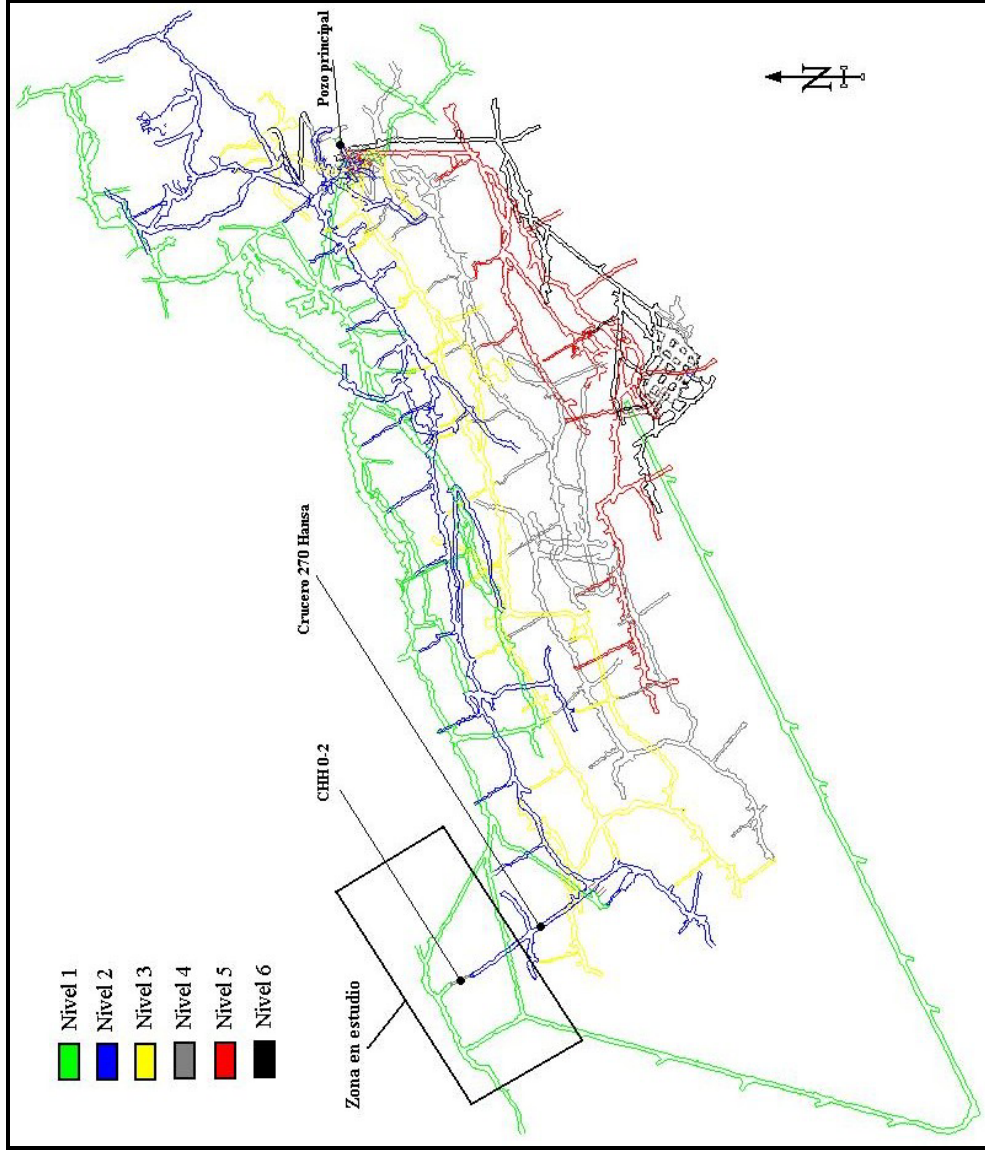 Nivel 1
Nivel 2
Nivel 3
Nivel 4
Nivel 5
Nivel 6
Zona en estudio
CHH 0-2
Crucero 270 Hansa
Pozo principal
N